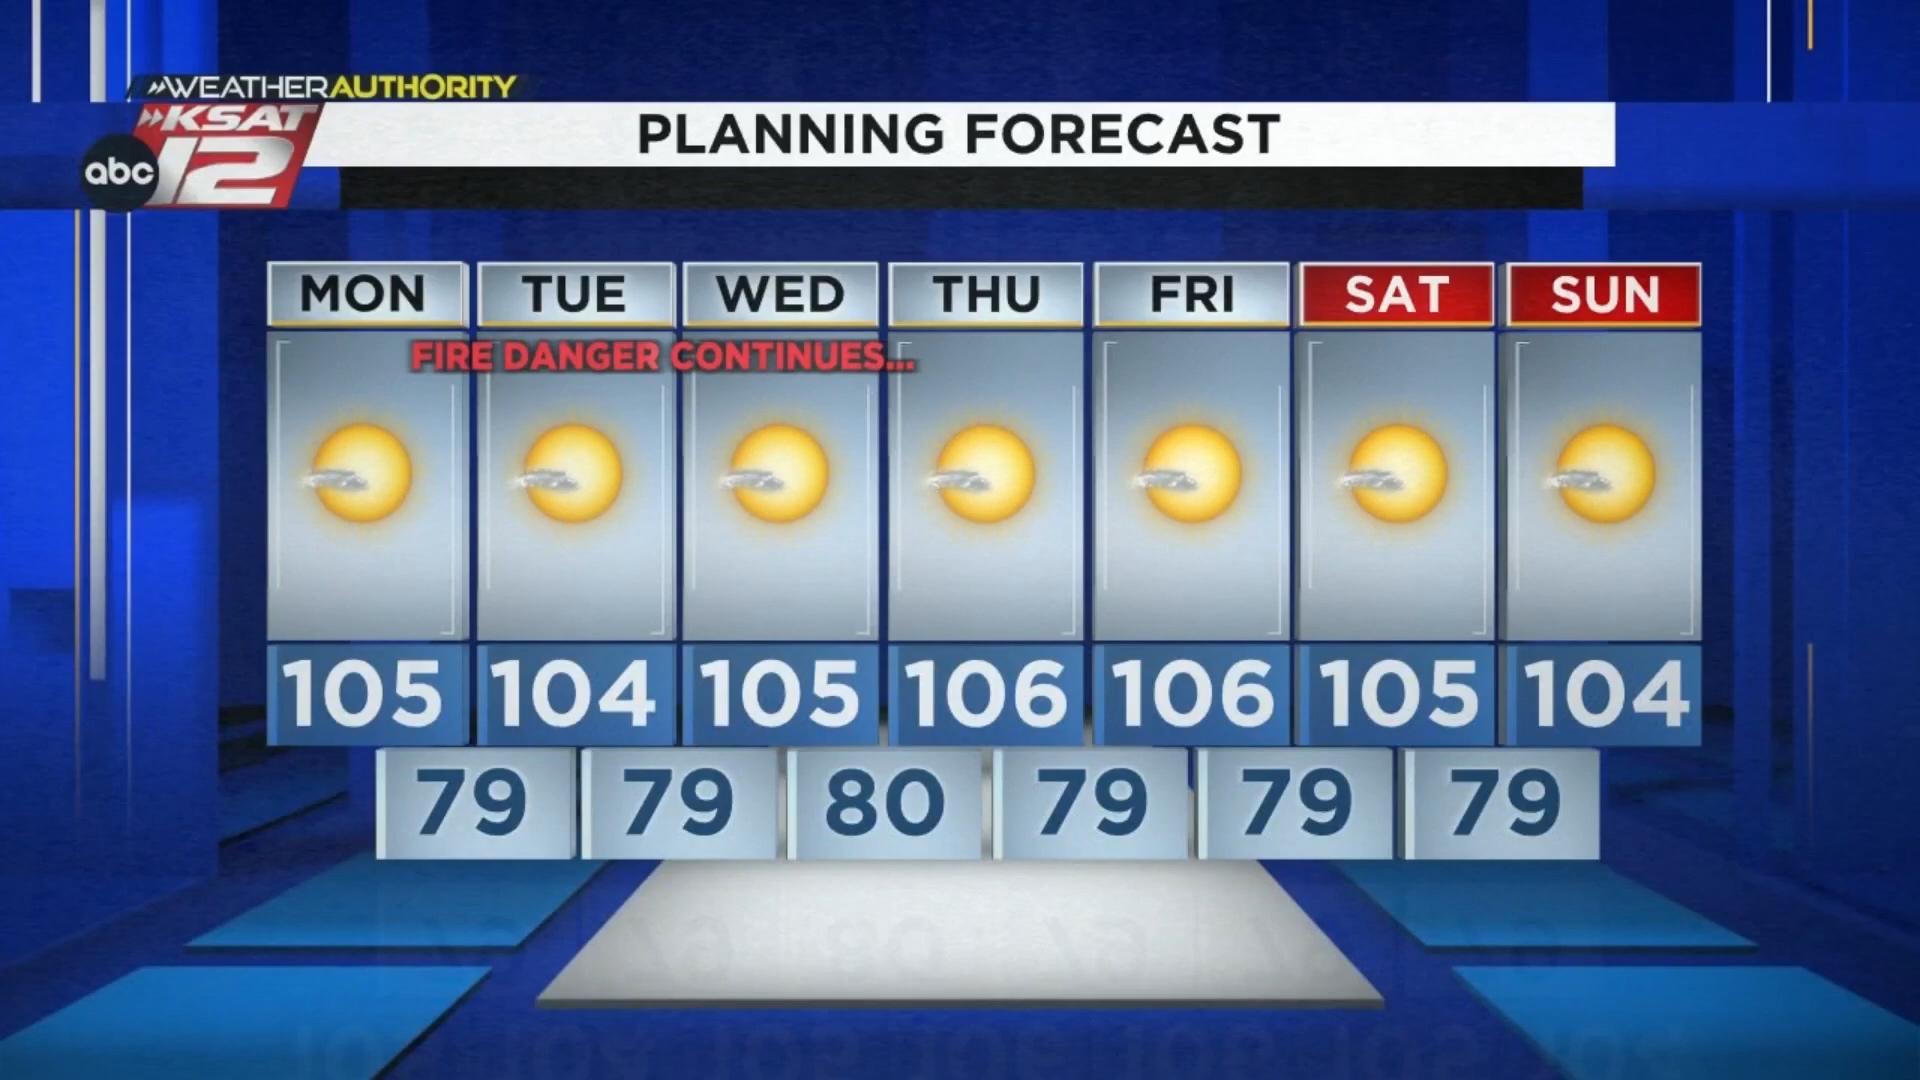 WEATHERAUTHORITY
KSAT
abc 12
PLANNING FORECAST
MON TUE WED THU FRI SAT SUN
FIRE DANGER CONTINUES...
105 104 105 106 106 105 104
79 79 80 79 79 79